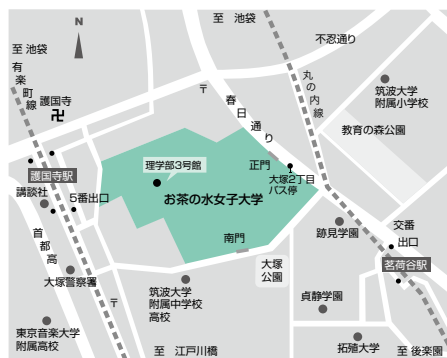 至 池袋
N
不忍通り
至 池袋
有楽町線
護国寺
卍
〒
春日通り
丸の内線
筑波大学
附属小学校
教育の森公園
理学部3号館
正門
お茶の水女子大学
大塚2丁目
バス停
護国寺駅
講談社
5番出口
南門
大塚
公園
跡見学園
交番
出口
茗荷谷駅
首都高
大塚警察署
〒
筑波大学
附属中学校
高校
貞静学園
東京音楽大学
附属高校
拓殖大学
至 江戸川橋
至 後楽園